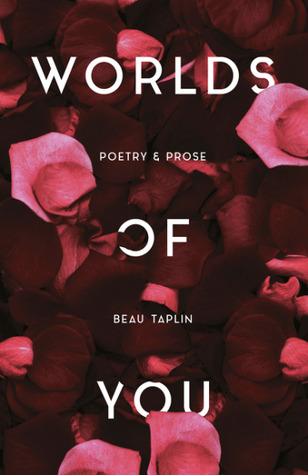 WORLDS
POETRY & PROSE
OF
BEAU TAPLIN
YOU